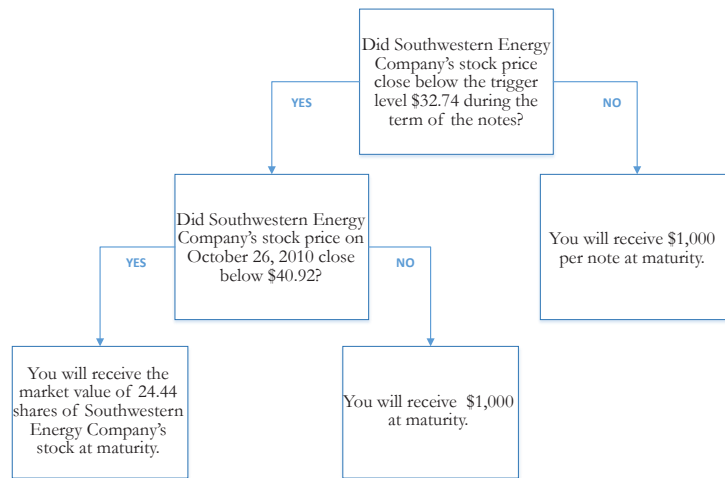 Did Southwestern Energy
Company's stock price
close below the trigger
level $32.74 during the
term of the notes?
YES
NO
Did Southwestern Energy
Company's stock price on
October 26, 2010 close
below $40.92?
You will receive $1,000
per note at maturity.
YES
NO
You will receive the
market value of 24.44
shares of Southwestern
Energy Company's
stock at maturity.
You will receive $1,000
at maturity.